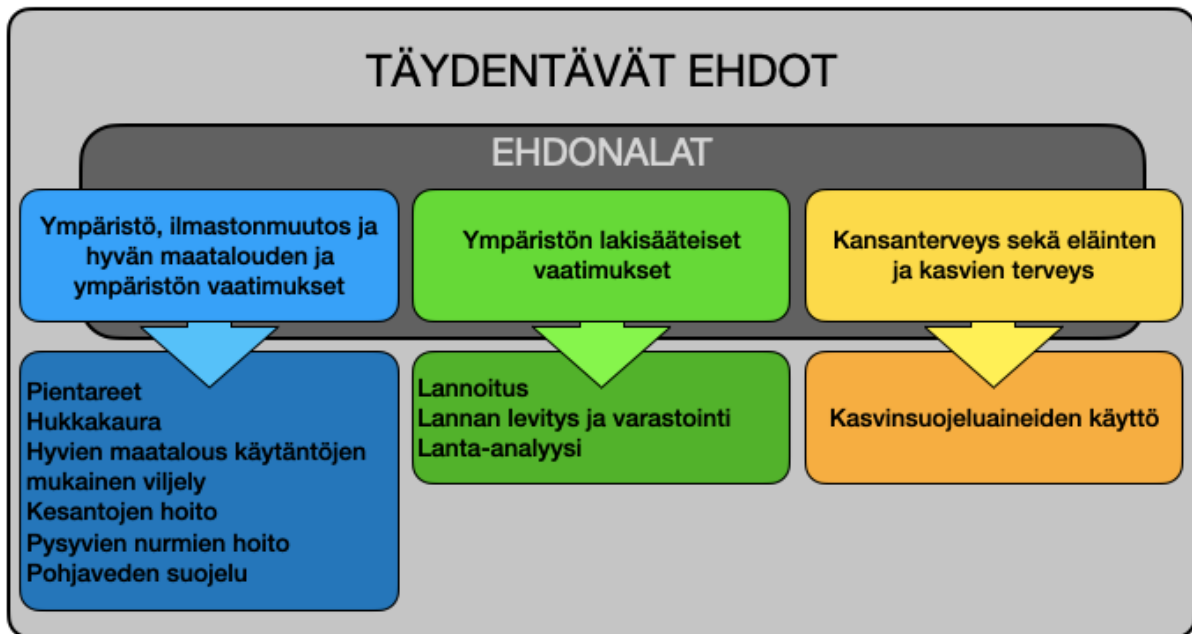 TÄYDENTÄVÄT EHDOT
EHDONALAT
Ympäristö, ilmastonmuutos ja
hyvän maatalouden ja
ympäristön vaatimukset
Ympäristön lakisääteiset
vaatimukset
Kansanterveys sekä eläinten
ja kasvien terveys
Pientareet
Hukkakaura
Hyvien maatalous käytäntöjen
mukainen viljely
Kesantojen hoito
Pysyvien nurmien hoito
Pohjaveden suojelu
Lannoitus
Lannan levitys ja varastointi
Lanta-analyysi
Kasvinsuojeluaineiden käyttö